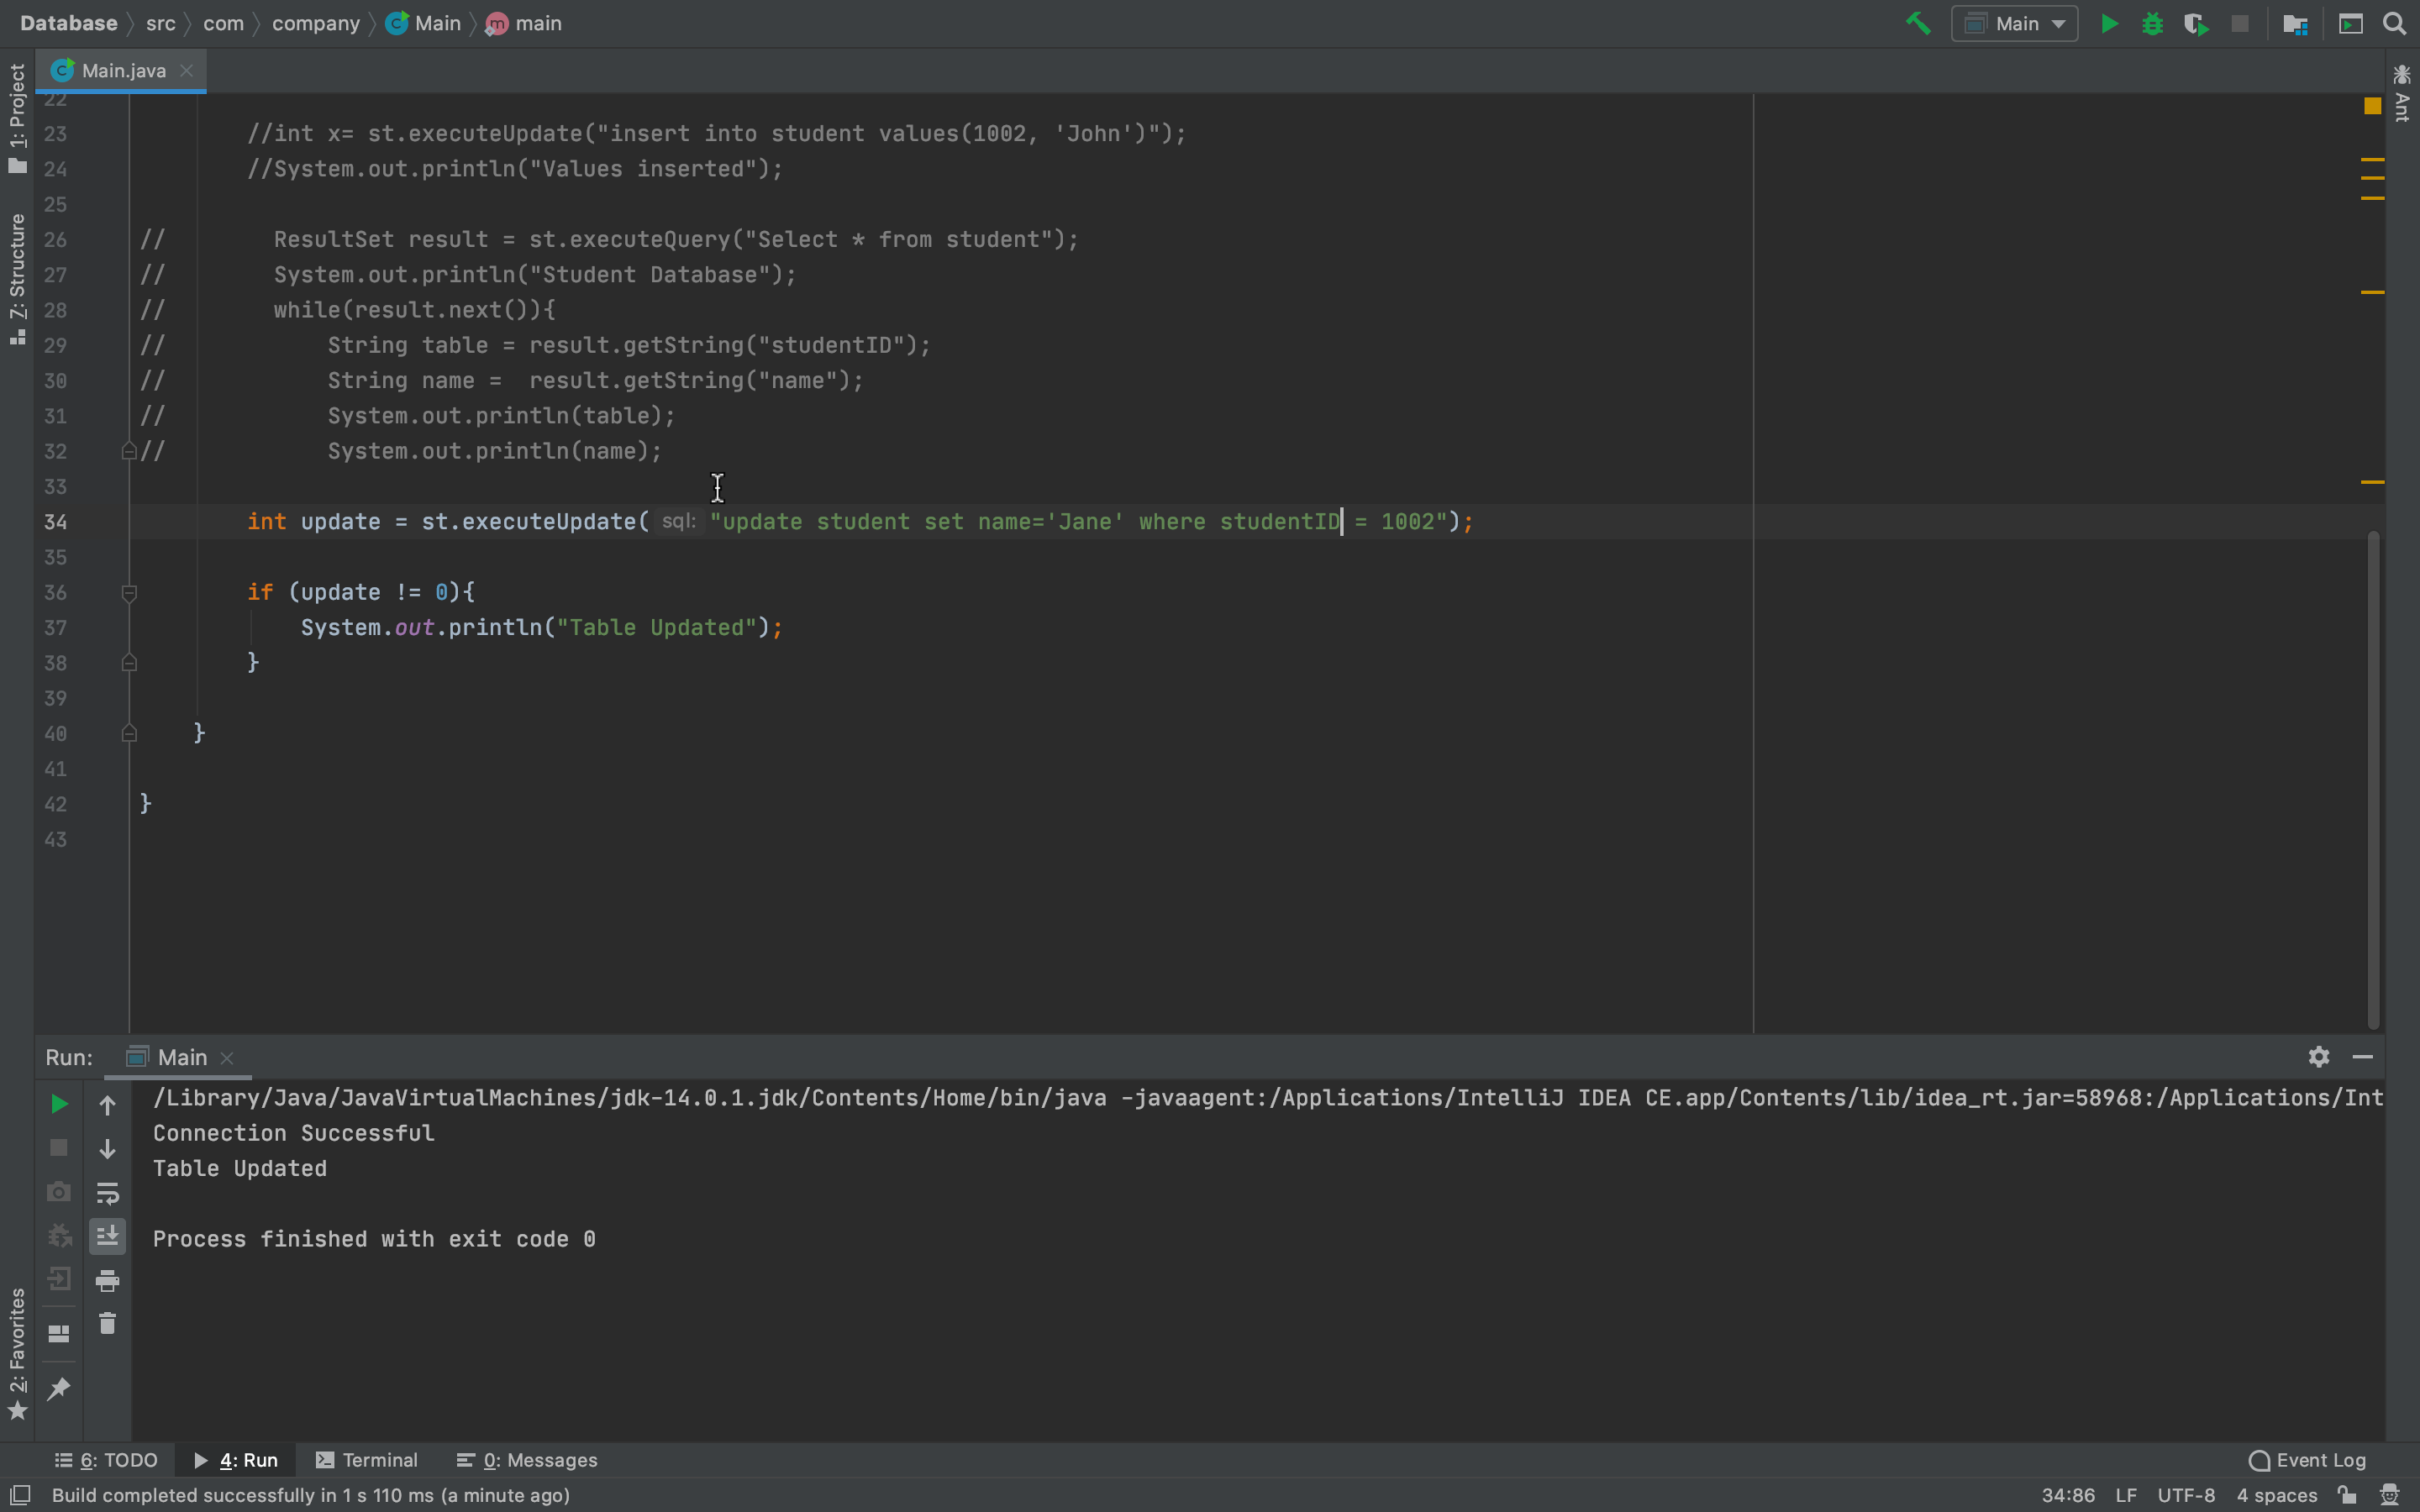 Database src com company Main main
Main
Main.java
1: Project
7: Structure
2: Favorites
Ant
22
23 //int x= st.executeUpdate("insert into student values(1002, 'John')");
24 //System.out.println("Values inserted");
25
26 // ResultSet result = st.executeQuery("Select * from student");
27 // System.out.println("Student Database");
28 // while(result.next()){
29 // String table = result.getString("studentID");
30 // String name =  result.getString("name");
31 // System.out.println(table);
32 // System.out.println(name);
33
34 int update = st.executeUpdate( sql: "update student set name='Jane' where studentID = 1002");
35
36 if (update != 0){
37 System.out.println("Table Updated");
38 }
39
40 }
41
42 }
43
Run: Main
/Library/Java/JavaVirtualMachines/jdk-14.0.1.jdk/Contents/Home/bin/java -javaagent:/Applications/IntelliJ IDEA CE.app/Contents/lib/idea_rt.jar=58968:/Applications/Int
Connection Successful
Table Updated
Process finished with exit code 0
6: TODO 4: Run Terminal 0: Messages Event Log
Build completed successfully in 1 s 110 ms (a minute ago) 34:86 LF UTF-8 4 spaces